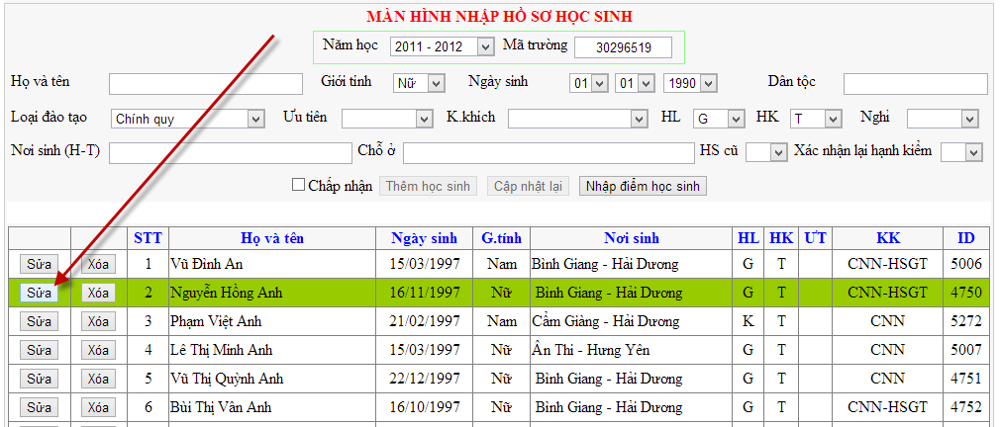 MÀN HÌNH NHẬP HỒ SƠ HỌC SINH
Năm học 2011 - 2012 Mã trường 30296519
Họ và tên Giới tính Nữ Ngày sinh 01 01 1990 Dân tộc
Loại đào tạo Chính quy Ưu tiên K.khích HL G HK T Nghỉ
Nơi sinh (H-T) Chỗ ở HS cũ Xác nhận lại hạnh kiểm
Chấp nhận Thêm học sinh Cập nhật lại Nhập điểm học sinh
STT Họ và tên Ngày sinh G.tính Nơi sinh HL HK ƯT KK ID
Sửa Xóa 1 Vũ Đình An 15/03/1997 Nam Bình Giang - Hải Dương G T CNN-HSGT 5006
Sửa Xóa 2 Nguyễn Hồng Anh 16/11/1997 Nữ Bình Giang - Hải Dương G T CNN-HSGT 4750
Sửa Xóa 3 Phạm Việt Anh 21/02/1997 Nam Cẩm Giàng - Hải Dương K T CNN 5272
Sửa Xóa 4 Lê Thị Minh Anh 15/03/1997 Nữ Ân Thi - Hưng Yên G T CNN 5007
Sửa Xóa 5 Vũ Thị Quỳnh Anh 22/12/1997 Nữ Bình Giang - Hải Dương G T CNN 4751
Sửa Xóa 6 Bùi Thị Vân Anh 16/10/1997 Nữ Bình Giang - Hải Dương G T CNN-HSGT 4752